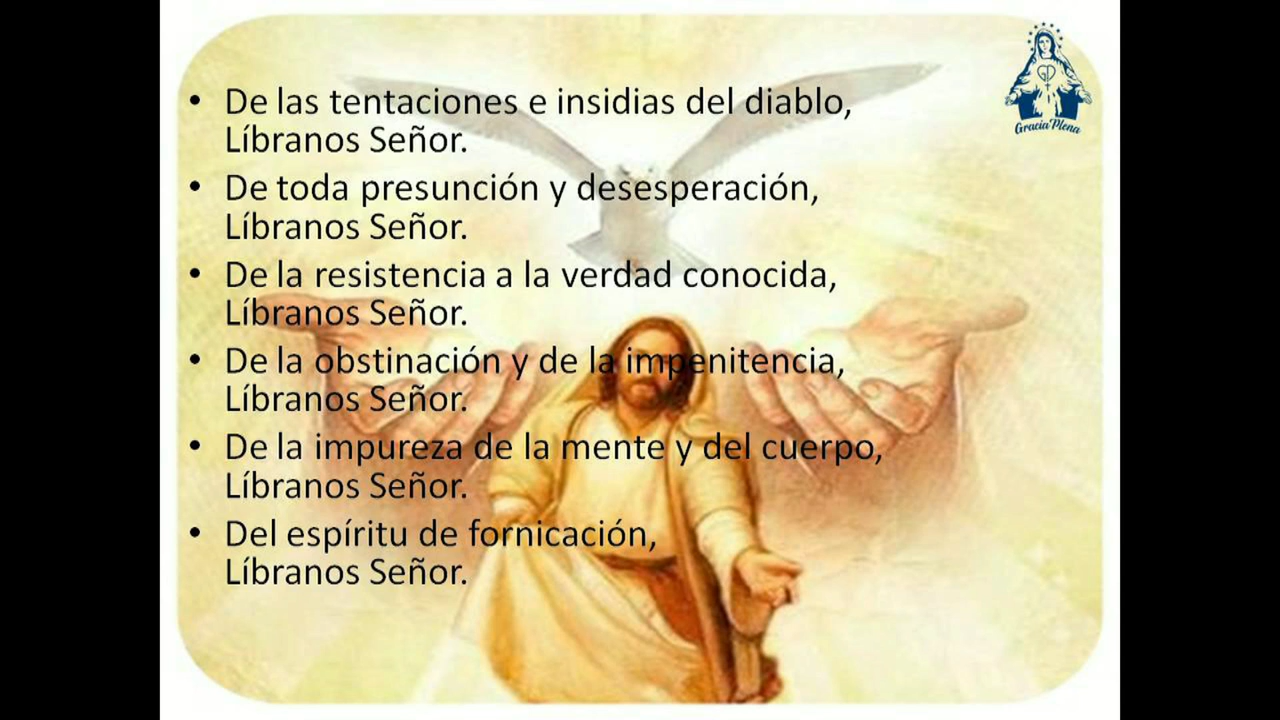 • De las tentaciones e insidias del diablo,
Líbranos Señor.
• De toda presunción y desesperación,
Líbranos Señor.
• De la resistencia a la verdad conocida,
Líbranos Señor.
• De la obstinación y de la impenitencia,
Líbranos Señor.
• De la impureza de la mente y del cuerpo,
Líbranos Señor.
• Del espíritu de fornicación,
Líbranos Señor.
GP
Gracia Plena